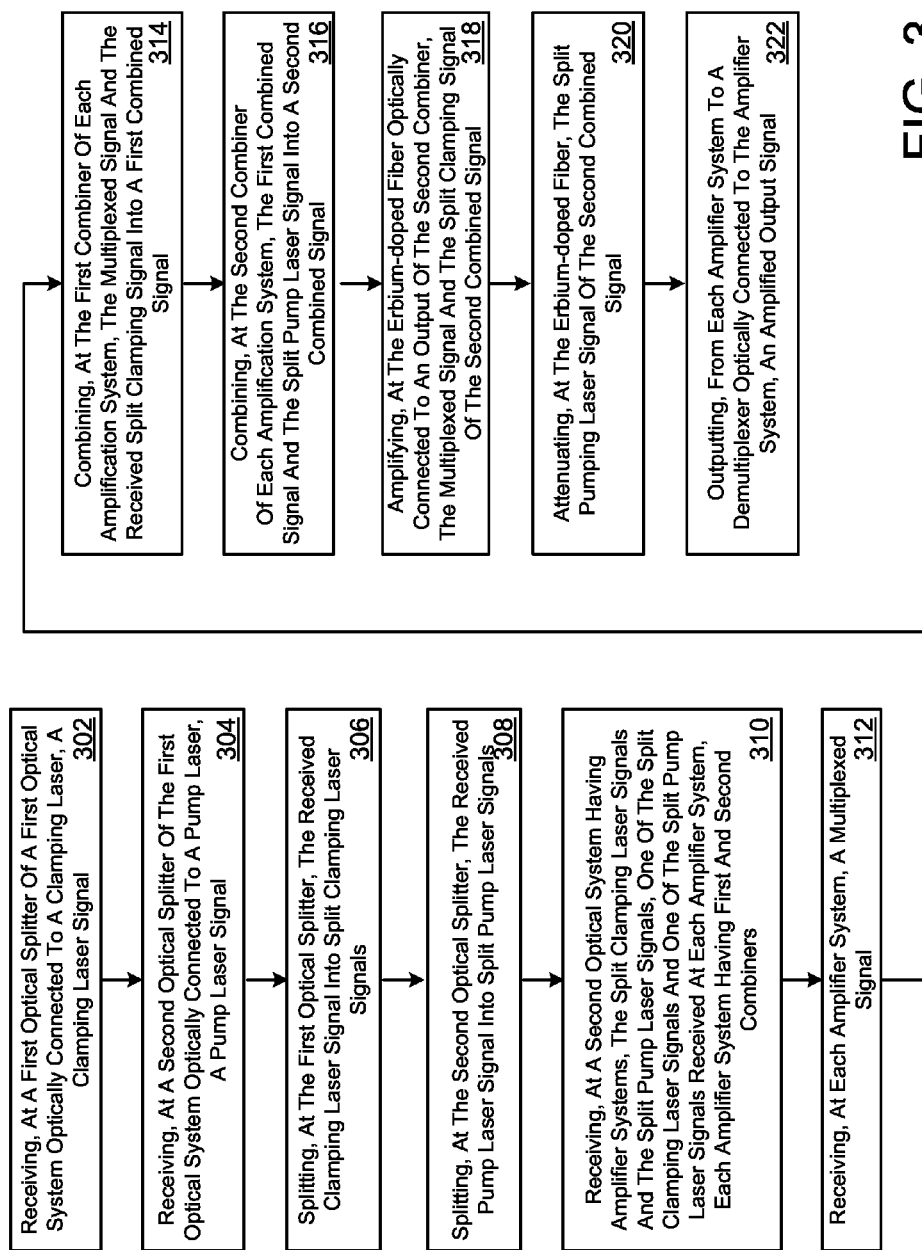 Receiving, At A First Optical Splitter Of A First Optical
System Optically Connected To A Clamping Laser, A
Clamping Laser Signal
302
Receiving, At A Second Optical Splitter Of The First
Optical System Optically Connected To A Pump Laser,
A Pump Laser Signal
304
Splitting, At The First Optical Splitter, The Received
Clamping Laser Signal Into Split Clamping Laser
Signals
306
Splitting, At The Second Optical Splitter, The Received
Pump Laser Signal Into Split Pump Laser Signals
308
Receiving, At A Second Optical System Having
Amplifier Systems, The Split Clamping Laser Signals
And The Split Pump Laser Signals, One Of The Split
Clamping Laser Signals And One Of The Split Pump
Laser Signals Received At Each Amplifier System,
Each Amplifier System Having First And Second
Combiners
310
Receiving, At Each Amplifier System, A Multiplexed
Signal
312
Combining, At The First Combiner Of Each
Amplification System, The Multiplexed Signal And The
Received Split Clamping Signal Into A First Combined
Signal
314
Combining, At The Second Combiner
Of Each Amplification System, The First Combined
Signal And The Split Pump Laser Signal Into A Second
Combined Signal
316
Amplifying, At The Erbium-doped Fiber Optically
Connected To An Output Of The Second Combiner,
The Multiplexed Signal And The Split Clamping Signal
Of The Second Combined Signal
318
Attenuating, At The Erbium-doped Fiber, The Split
Pumping Laser Signal Of The Second Combined
Signal
320
Outputting, From Each Amplifier System To A
Demultiplexer Optically Connected To The Amplifier
System, An Amplified Output Signal
322
FIG. 3